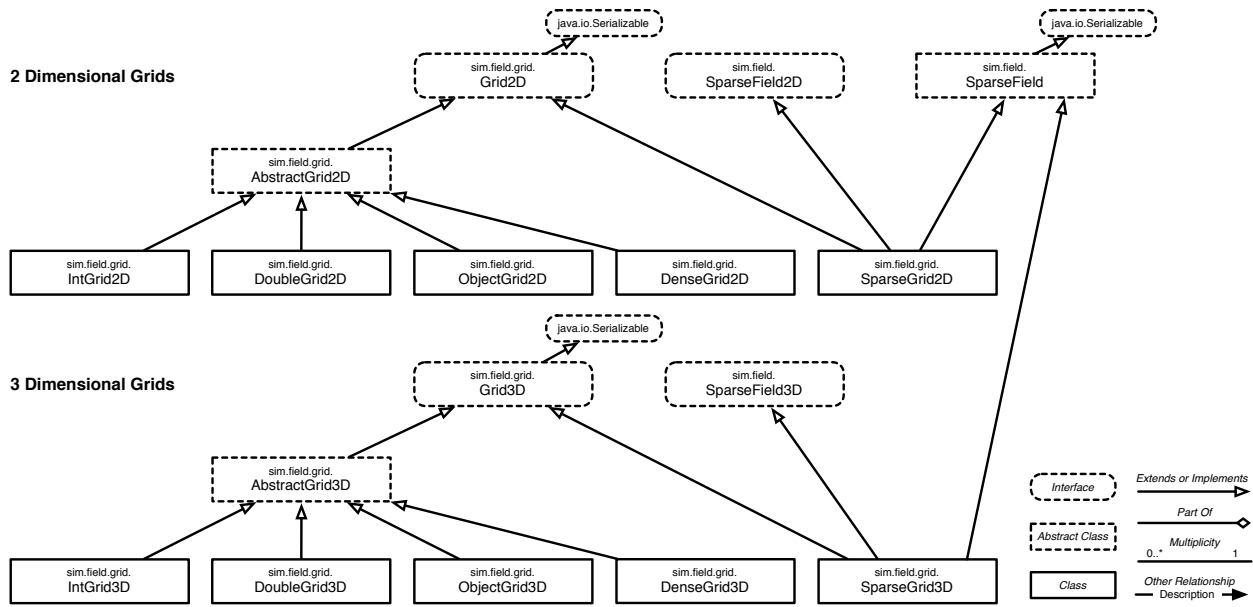 java.io.Serializable
java.io.Serializable
2 Dimensional Grids
sim.field.grid.
Grid2D
sim.field.
SparseField2D
sim.field.
SparseField
sim.field.grid.
AbstractGrid2D
sim.field.grid.
IntGrid2D
sim.field.grid.
DoubleGrid2D
sim.field.grid.
ObjectGrid2D
sim.field.grid.
DenseGrid2D
sim.field.grid.
SparseGrid2D
java.io.Serializable
3 Dimensional Grids
sim.field.grid.
Grid3D
sim.field.
SparseField3D
sim.field.grid.
AbstractGrid3D
sim.field.grid.
IntGrid3D
sim.field.grid.
DoubleGrid3D
sim.field.grid.
ObjectGrid3D
sim.field.grid.
DenseGrid3D
sim.field.grid.
SparseGrid3D
Interface
Extends or Implements
Part Of
Abstract Class
Multiplicity
0..* 1
Class
Other Relationship
Description